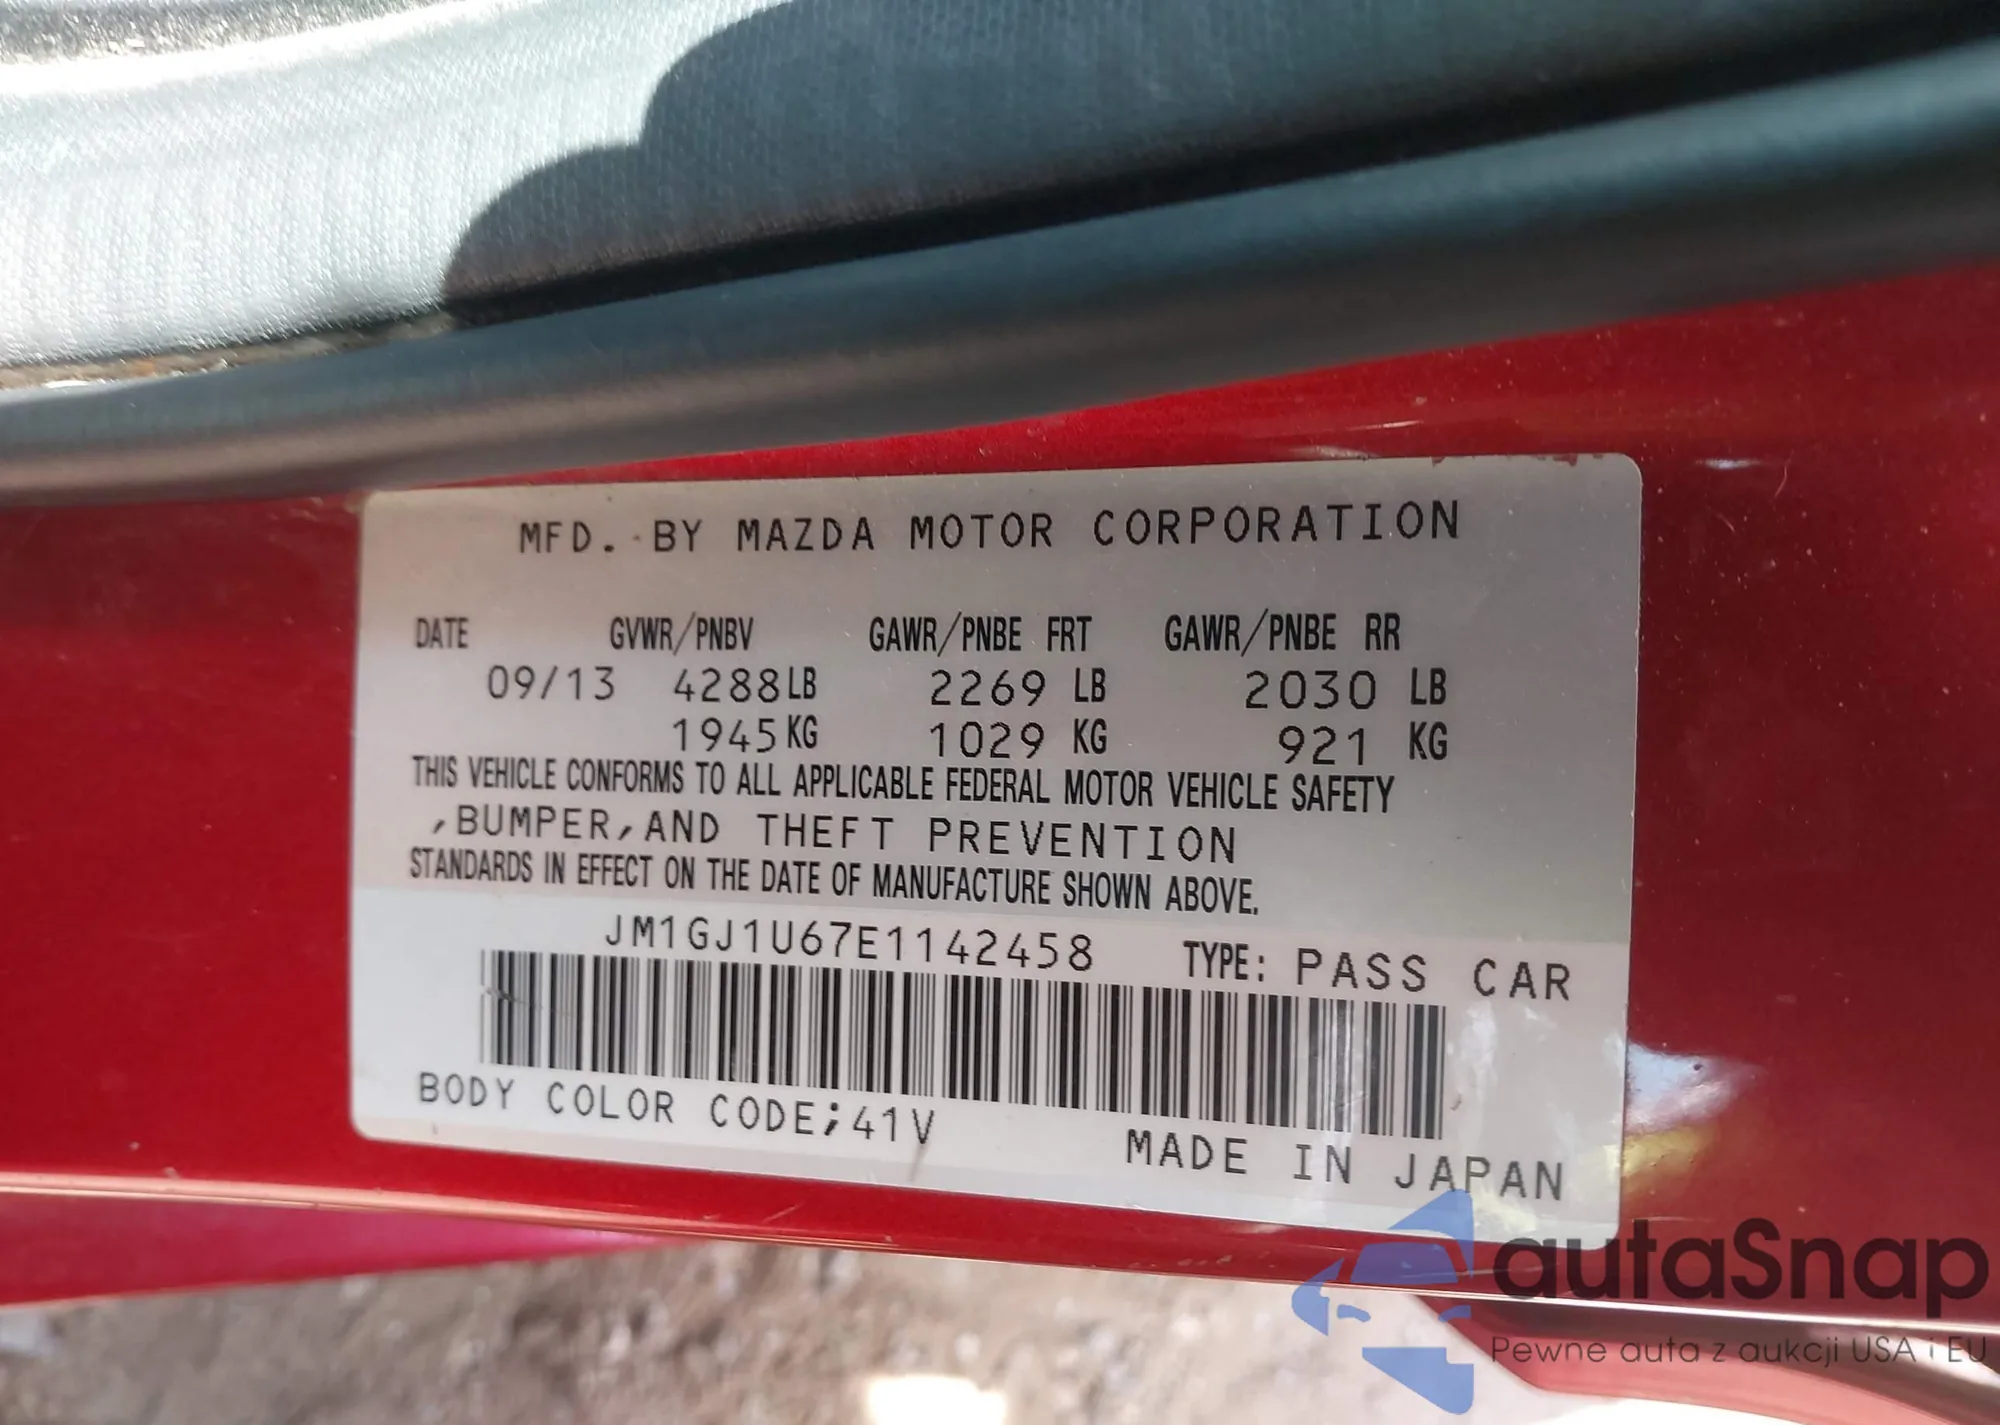 MFD. BY MAZDA MOTOR CORPORATION
DATE GVWR/PNBV GAWR/PNBE FRT GAWR/PNBE RR
09/13 4288LB 2269 LB 2030 LB
1945KG 1029 KG 921 KG
THIS VEHICLE CONFORMS TO ALL APPLICABLE FEDERAL MOTOR VEHICLE SAFETY
,BUMPER,AND THEFT PREVENTION
STANDARDS IN EFFECT ON THE DATE OF MANUFACTURE SHOWN ABOVE.
JM1GJ1U67E1142458 TYPE: PASS CAR
BODY COLOR CODE;41V
MADE IN JAPAN
autaSnap
Pewne auta z aukcji USA i EU